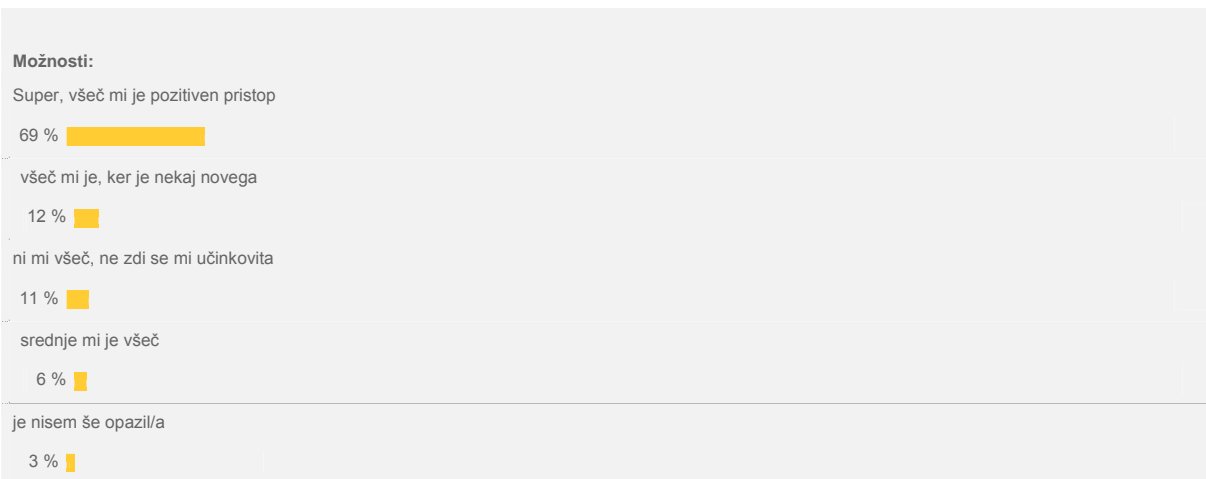 Možnosti:
Super, všeč mi je pozitiven pristop
69 %
všeč mi je, ker je nekaj novega
12 %
ni mi všeč, ne zdi se mi učinkovita
11 %
srednje mi je všeč
6 %
je nisem še opazil/a
3 %